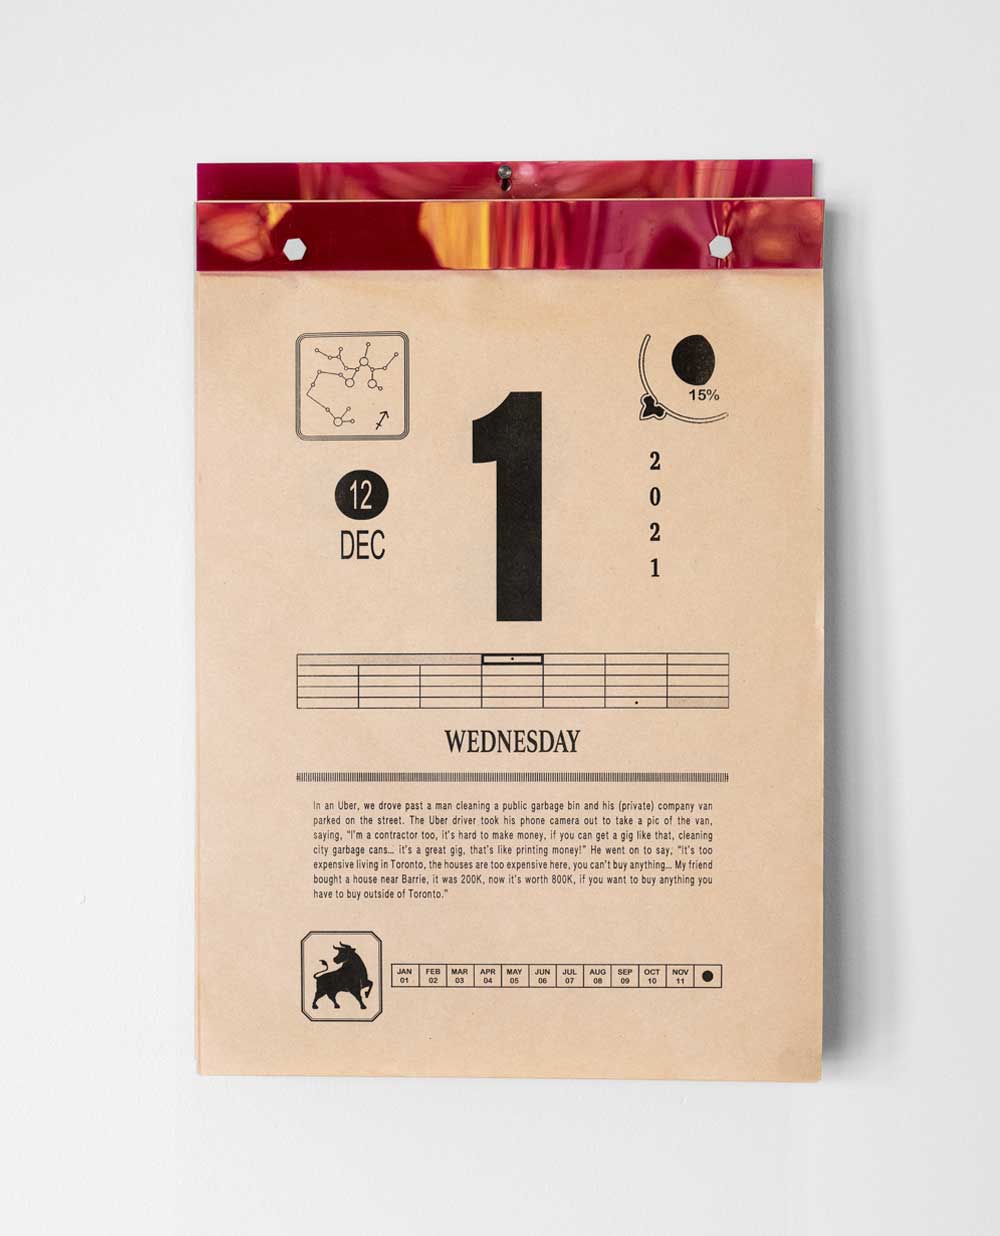 15%
1
2
0
2
1
12
DEC
WEDNESDAY
In an Uber, we drove past a man cleaning a public garbage bin and his (private) company van
parked on the street. The Uber driver took his phone camera out to take a pic of the van,
saying, "I'm a contractor too, it's hard to make money, if you can get a gig like that, cleaning
city garbage cans... it's a great gig, that's like printing money!" He went on to say, "It's too
expensive living in Toronto, the houses are too expensive here, you can't buy anything... My friend
bought a house near Barrie, it was 200K, now it's worth 800K, if you want to buy anything you
have to buy outside of Toronto."
JAN FEB MAR APR MAY JUN JUL AUG SEP OCT NOV
01 02 03 04 05 06 07 08 09 10 11